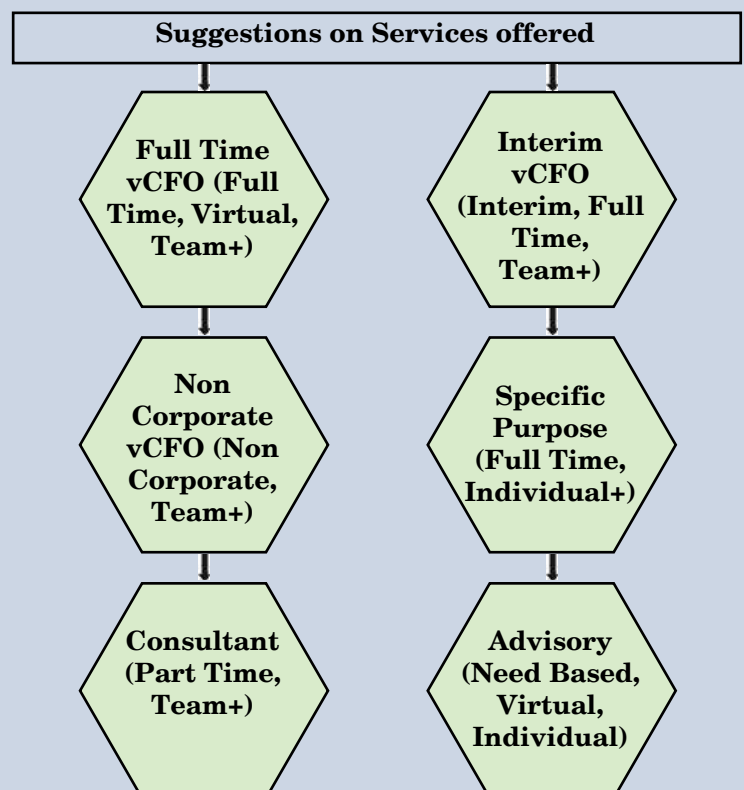 Suggestions on Services offered
Full Time
vCFO (Full
Time, Virtual,
Team+)
Interim
vCFO
(Interim, Full
Time,
Team+)
Non
Corporate
vCFO (Non
Corporate,
Team+)
Specific
Purpose
(Full Time,
Individual+)
Consultant
(Part Time,
Team+)
Advisory
(Need Based,
Virtual,
Individual)